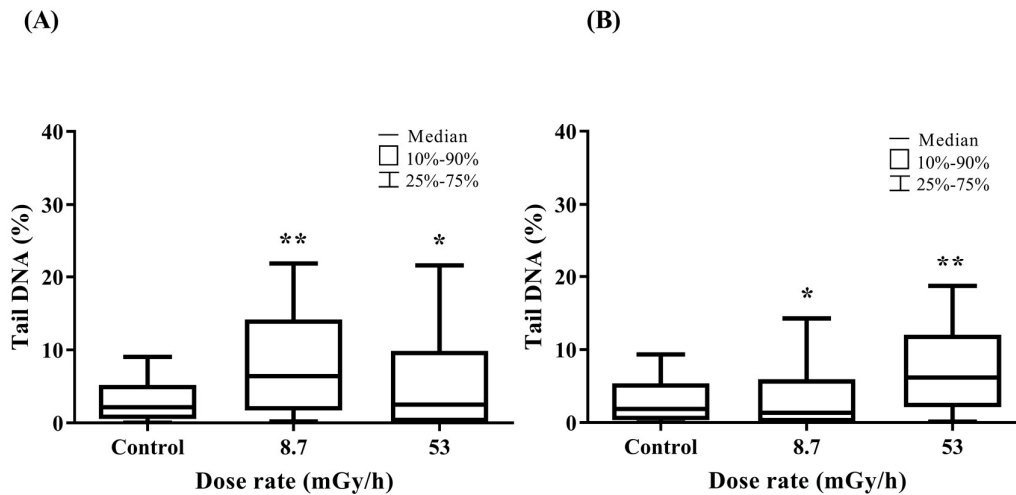 (A)
Tail DNA (%)
40
30
20
10
0
Median
10%-90%
25%-75%
**
*
Control
8.7
53
Dose rate (mGy/h)
(B)
Tail DNA (%)
40
30
20
10
0
Median
10%-90%
25%-75%
*
**
Control
8.7
53
Dose rate (mGy/h)